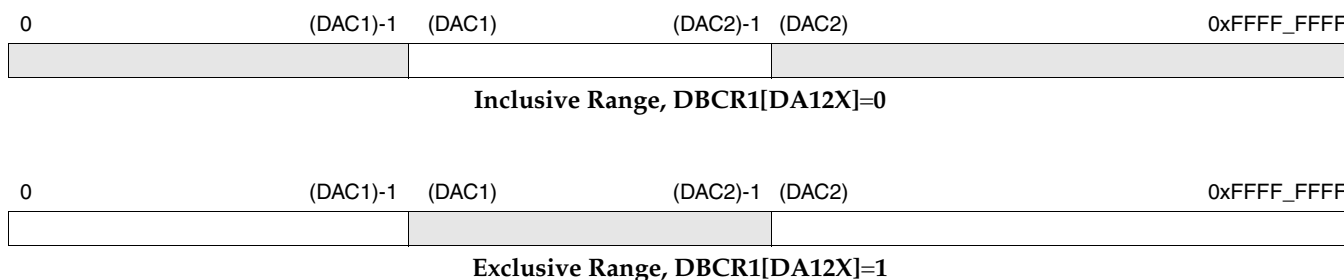 0 (DAC1)-1 (DAC1) (DAC2)-1 (DAC2) 0xFFFF_FFFF
Inclusive Range, DBCR1[DA12X]=0
0 (DAC1)-1 (DAC1) (DAC2)-1 (DAC2) 0xFFFF_FFFF
Exclusive Range, DBCR1[DA12X]=1